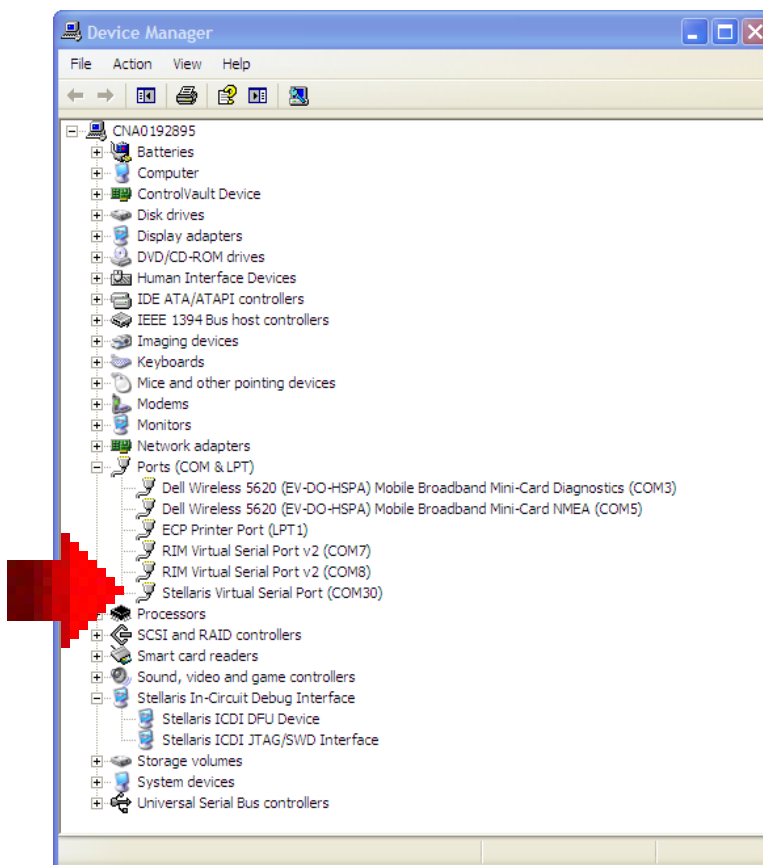 Device Manager
File Action View Help
CNA0192895
Batteries
Computer
ControlVault Device
Disk drives
Display adapters
DVD/CD-ROM drives
Human Interface Devices
IDE ATA/ATAPI controllers
IEEE 1394 Bus host controllers
Imaging devices
Keyboards
Mice and other pointing devices
Modems
Monitors
Network adapters
Ports (COM & LPT)
Dell Wireless 5620 (EV-DO-HSPA) Mobile Broadband Mini-Card Diagnostics (COM3)
Dell Wireless 5620 (EV-DO-HSPA) Mobile Broadband Mini-Card NMEA (COM5)
ECP Printer Port (LPT1)
RIM Virtual Serial Port v2 (COM7)
RIM Virtual Serial Port v2 (COM8)
Stellaris Virtual Serial Port (COM30)
Processors
SCSI and RAID controllers
Smart card readers
Sound, video and game controllers
Stellaris In-Circuit Debug Interface
Stellaris ICDI DFU Device
Stellaris ICDI JTAG/SWD Interface
Storage volumes
System devices
Universal Serial Bus controllers